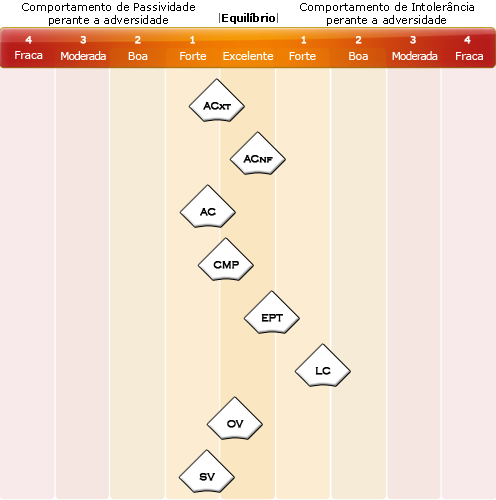 Comportamento de Passividade
perante a adversidade
|Equilíbrio|
Comportamento de Intolerância
perante a adversidade
4 3 2 1 1 2 3 4
Fraca Moderada Boa Forte Excelente Forte Boa Moderada Fraca
ACXT
ACNF
AC
CMP
EPT
LC
OV
SV